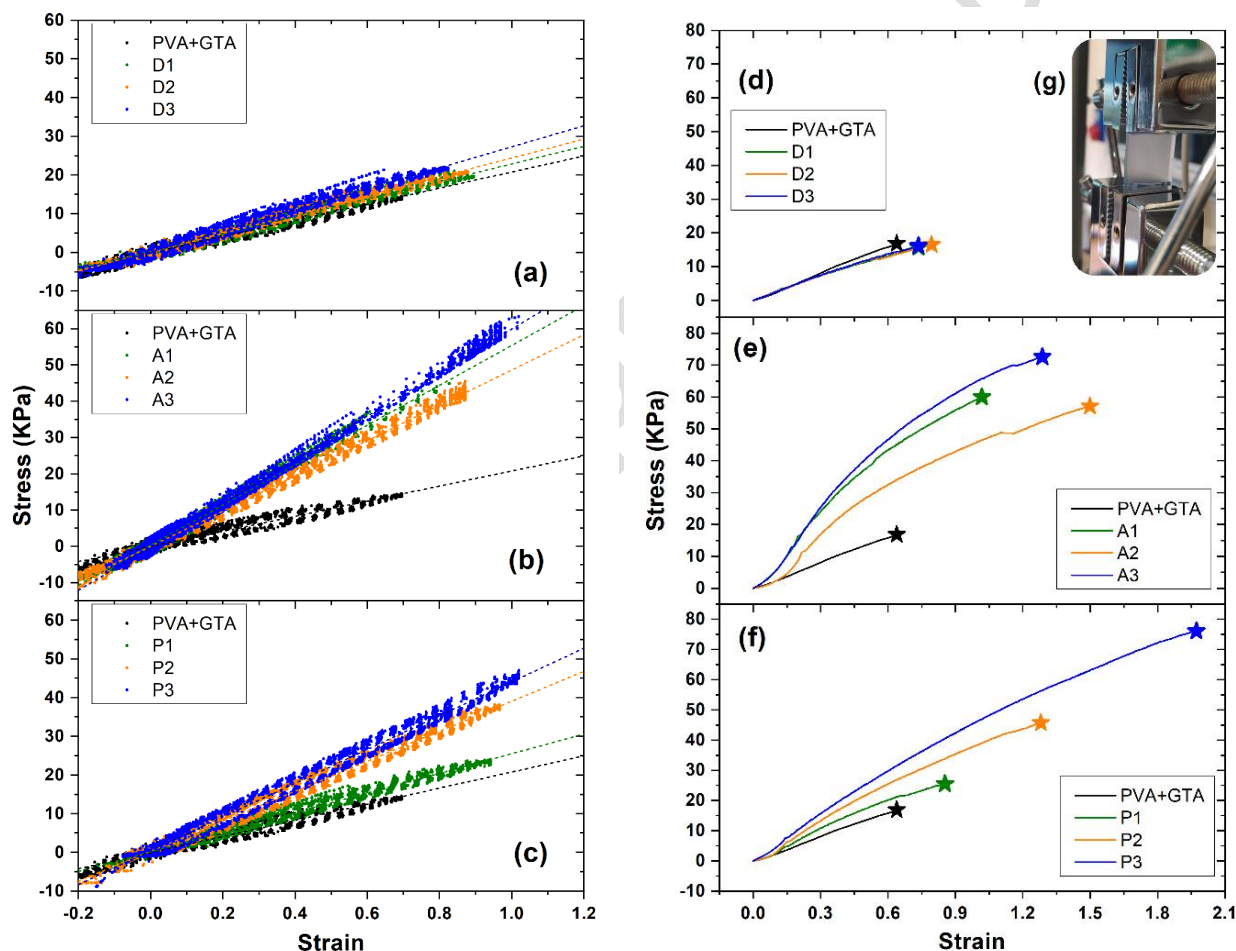 60
50
40
30
20
10
0
-10
PVA+GTA
D1
D2
D3
(a)
60
50
40
30
20
10
0
-10
PVA+GTA
A1
A2
A3
(b)
60
50
40
30
20
10
0
-10
PVA+GTA
P1
P2
P3
(c)
-0.2 0.0 0.2 0.4 0.6 0.8 1.0 1.2
Stress (KPa)
Strain
80
70
60
50
40
30
20
10
0
(d)
PVA+GTA
D1
D2
D3
(g)
80
70
60
50
40
30
20
10
0
(e)
PVA+GTA
A1
A2
A3
80
70
60
50
40
30
20
10
0
-10
(f)
PVA+GTA
P1
P2
P3
0.0 0.3 0.6 0.9 1.2 1.5 1.8 2.1
Stress (KPa)
Strain